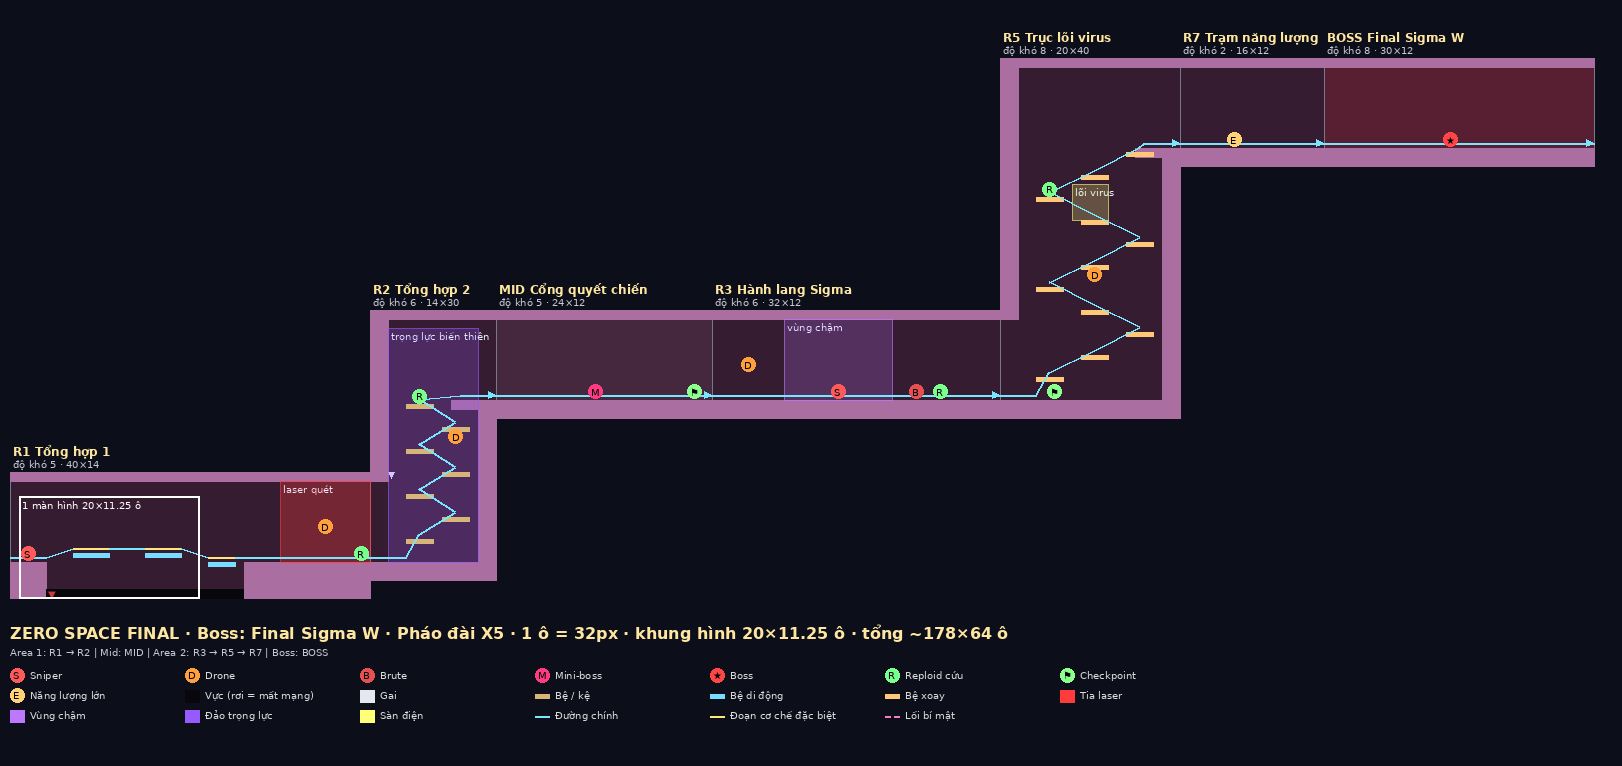 R5 Trục lõi virus
độ khó 8 · 20×40
R7 Trạm năng lượng
độ khó 2 · 16×12
BOSS Final Sigma W
độ khó 8 · 30×12
E
★
R
lõi virus
D
R2 Tổng hợp 2
độ khó 6 · 14×30
MID Cổng quyết chiến
độ khó 5 · 24×12
R3 Hành lang Sigma
độ khó 6 · 32×12
trọng lực biến thiên
vùng chậm
D
R
M
⚑
S
B
R
⚑
D
R1 Tổng hợp 1
độ khó 5 · 40×14
laser quét
1 màn hình 20×11.25 ô
D
S
R
ZERO SPACE FINAL · Boss: Final Sigma W · Pháo đài X5 · 1 ô = 32px · khung hình 20×11.25 ô · tổng ~178×64 ô
Area 1: R1 → R2 | Mid: MID | Area 2: R3 → R5 → R7 | Boss: BOSS
S Sniper
D Drone
B Brute
M Mini-boss
★ Boss
R Reploid cứu
⚑ Checkpoint
E Năng lượng lớn
Vực (rơi = mất mạng)
Gai
Bệ / kệ
Bệ di động
Bệ xoay
Tia laser
Vùng chậm
Đảo trọng lực
Sàn điện
Đường chính
Đoạn cơ chế đặc biệt
Lối bí mật